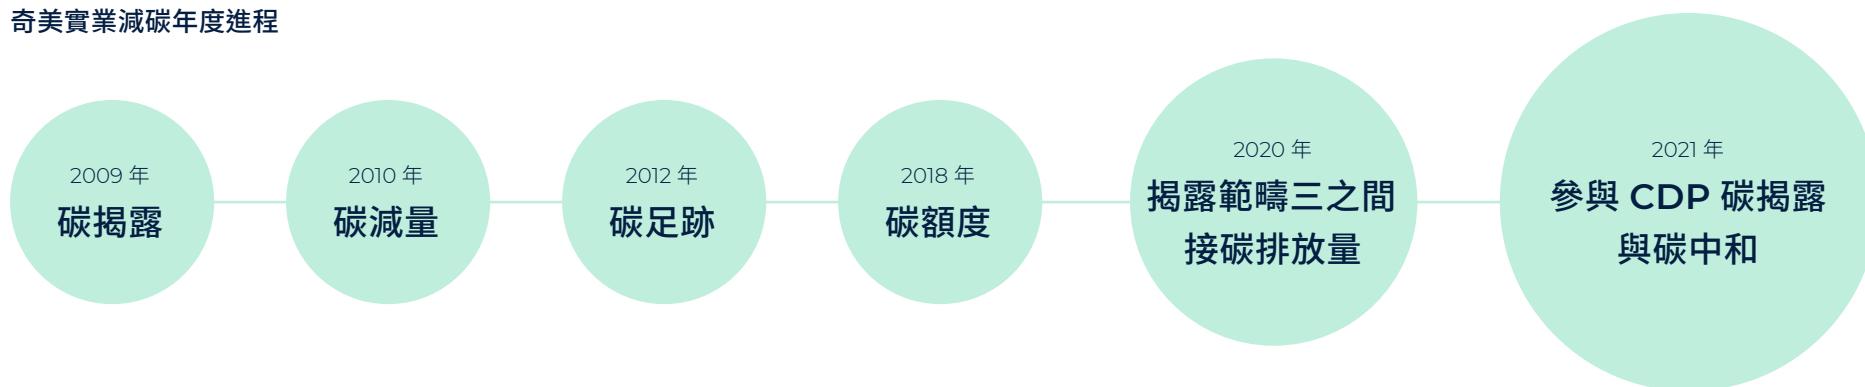 奇美實業減碳年度進程
2009 年
碳揭露
2010 年
碳減量
2012 年
碳足跡
2018 年
碳額度
2020 年
揭露範疇三之間
接碳排放量
2021 年
參與 CDP 碳揭露
與碳中和